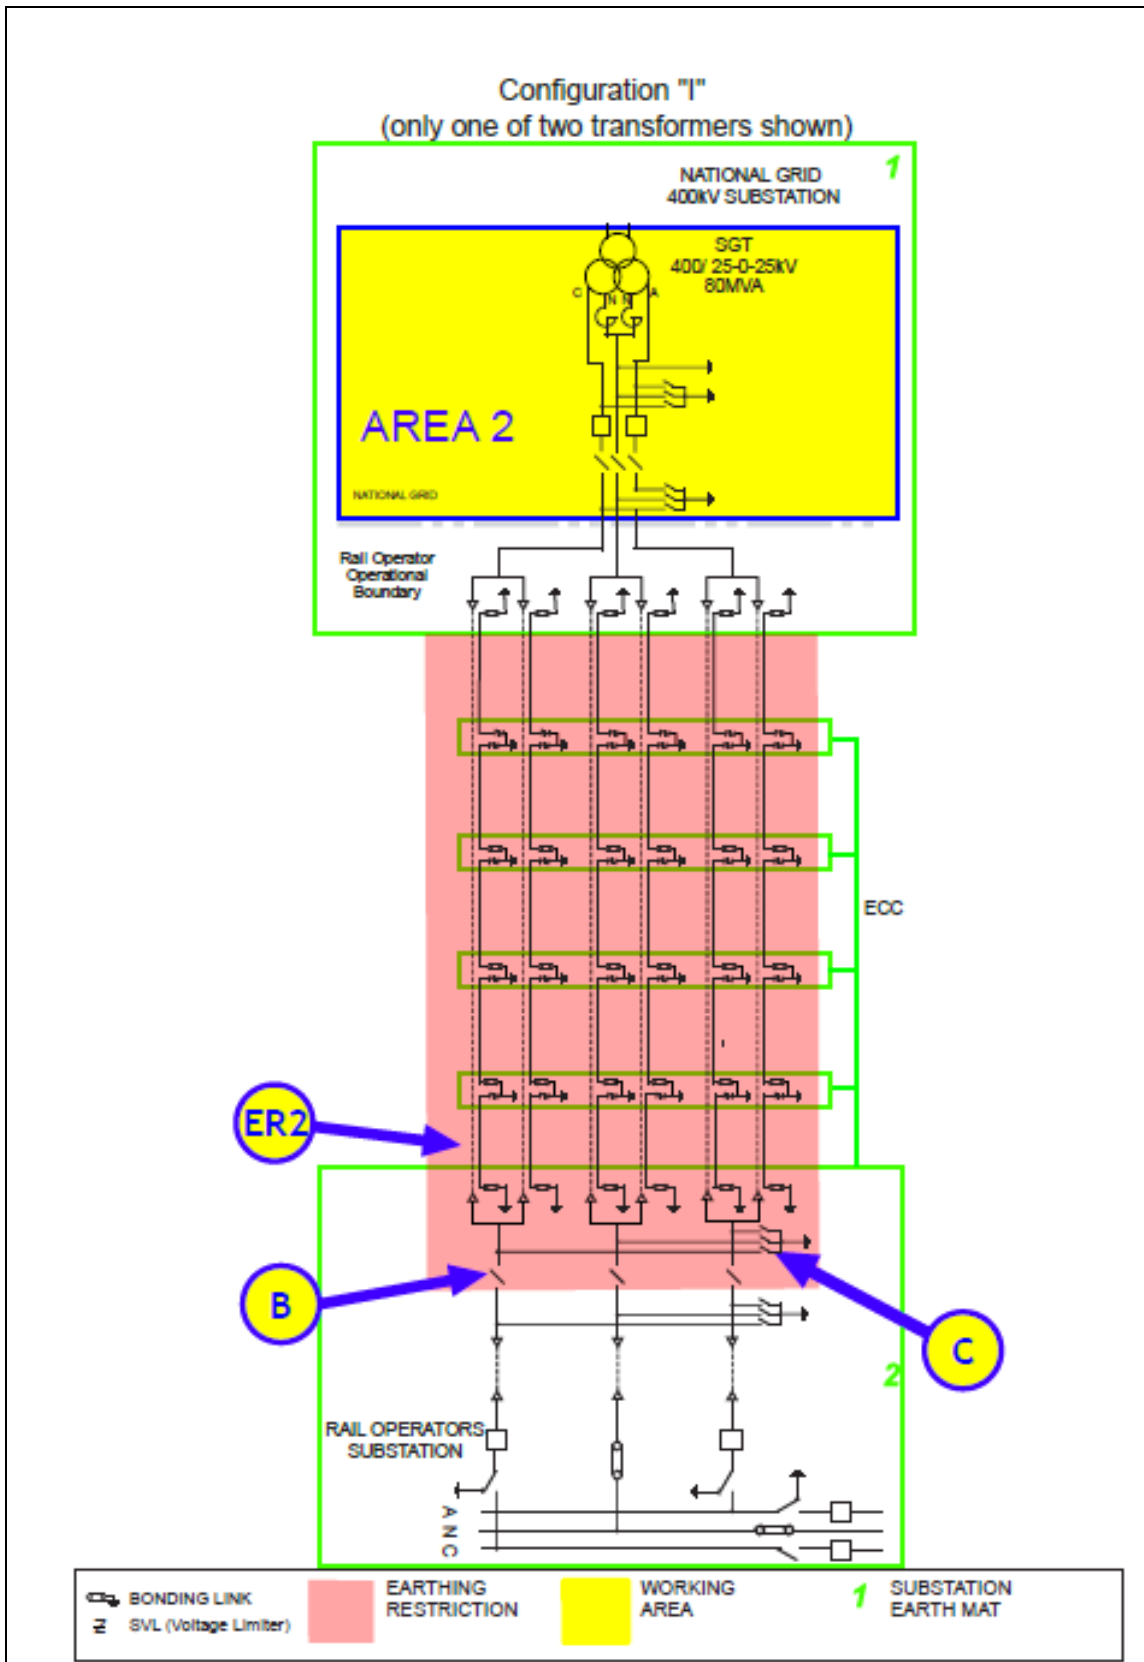 Configuration "I"
(only one of two transformers shown)
1
NATIONAL GRID
400kV SUBSTATION
SGT
400/ 25-0-25kV
80MVA
C N N A
AREA 2
NATIONAL GRID
Rail Operator
Operational
Boundary
ECC
ER2
B
C
2
RAIL OPERATORS
SUBSTATION
A
N
C
BONDING LINK
SVL (Voltage Limiter)
EARTHING
RESTRICTION
WORKING
AREA
1
SUBSTATION
EARTH MAT